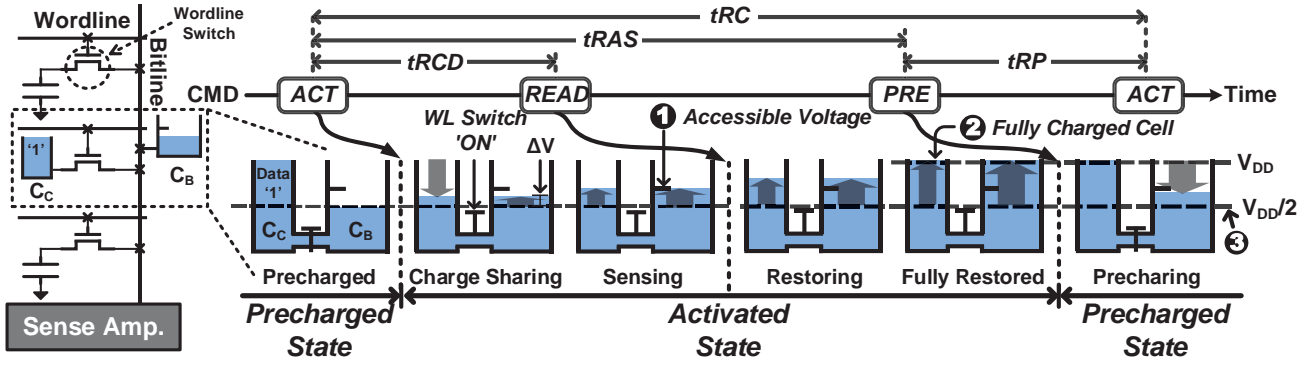 Wordline
Wordline
Switch
Bitline
'1'
C_C
C_B
Sense Amp.
tRC
tRAS
tRCD
tRP
CMD
ACT
READ
PRE
ACT
Time
WL Switch
'ON'
ΔV
❶ Accessible Voltage
❷ Fully Charged Cell
V_DD
V_DD/2
❸
Data
'1'
C_C
C_B
Precharged
Charge Sharing
Sensing
Restoring
Fully Restored
Precharing
Precharged
State
Activated
Precharged
State